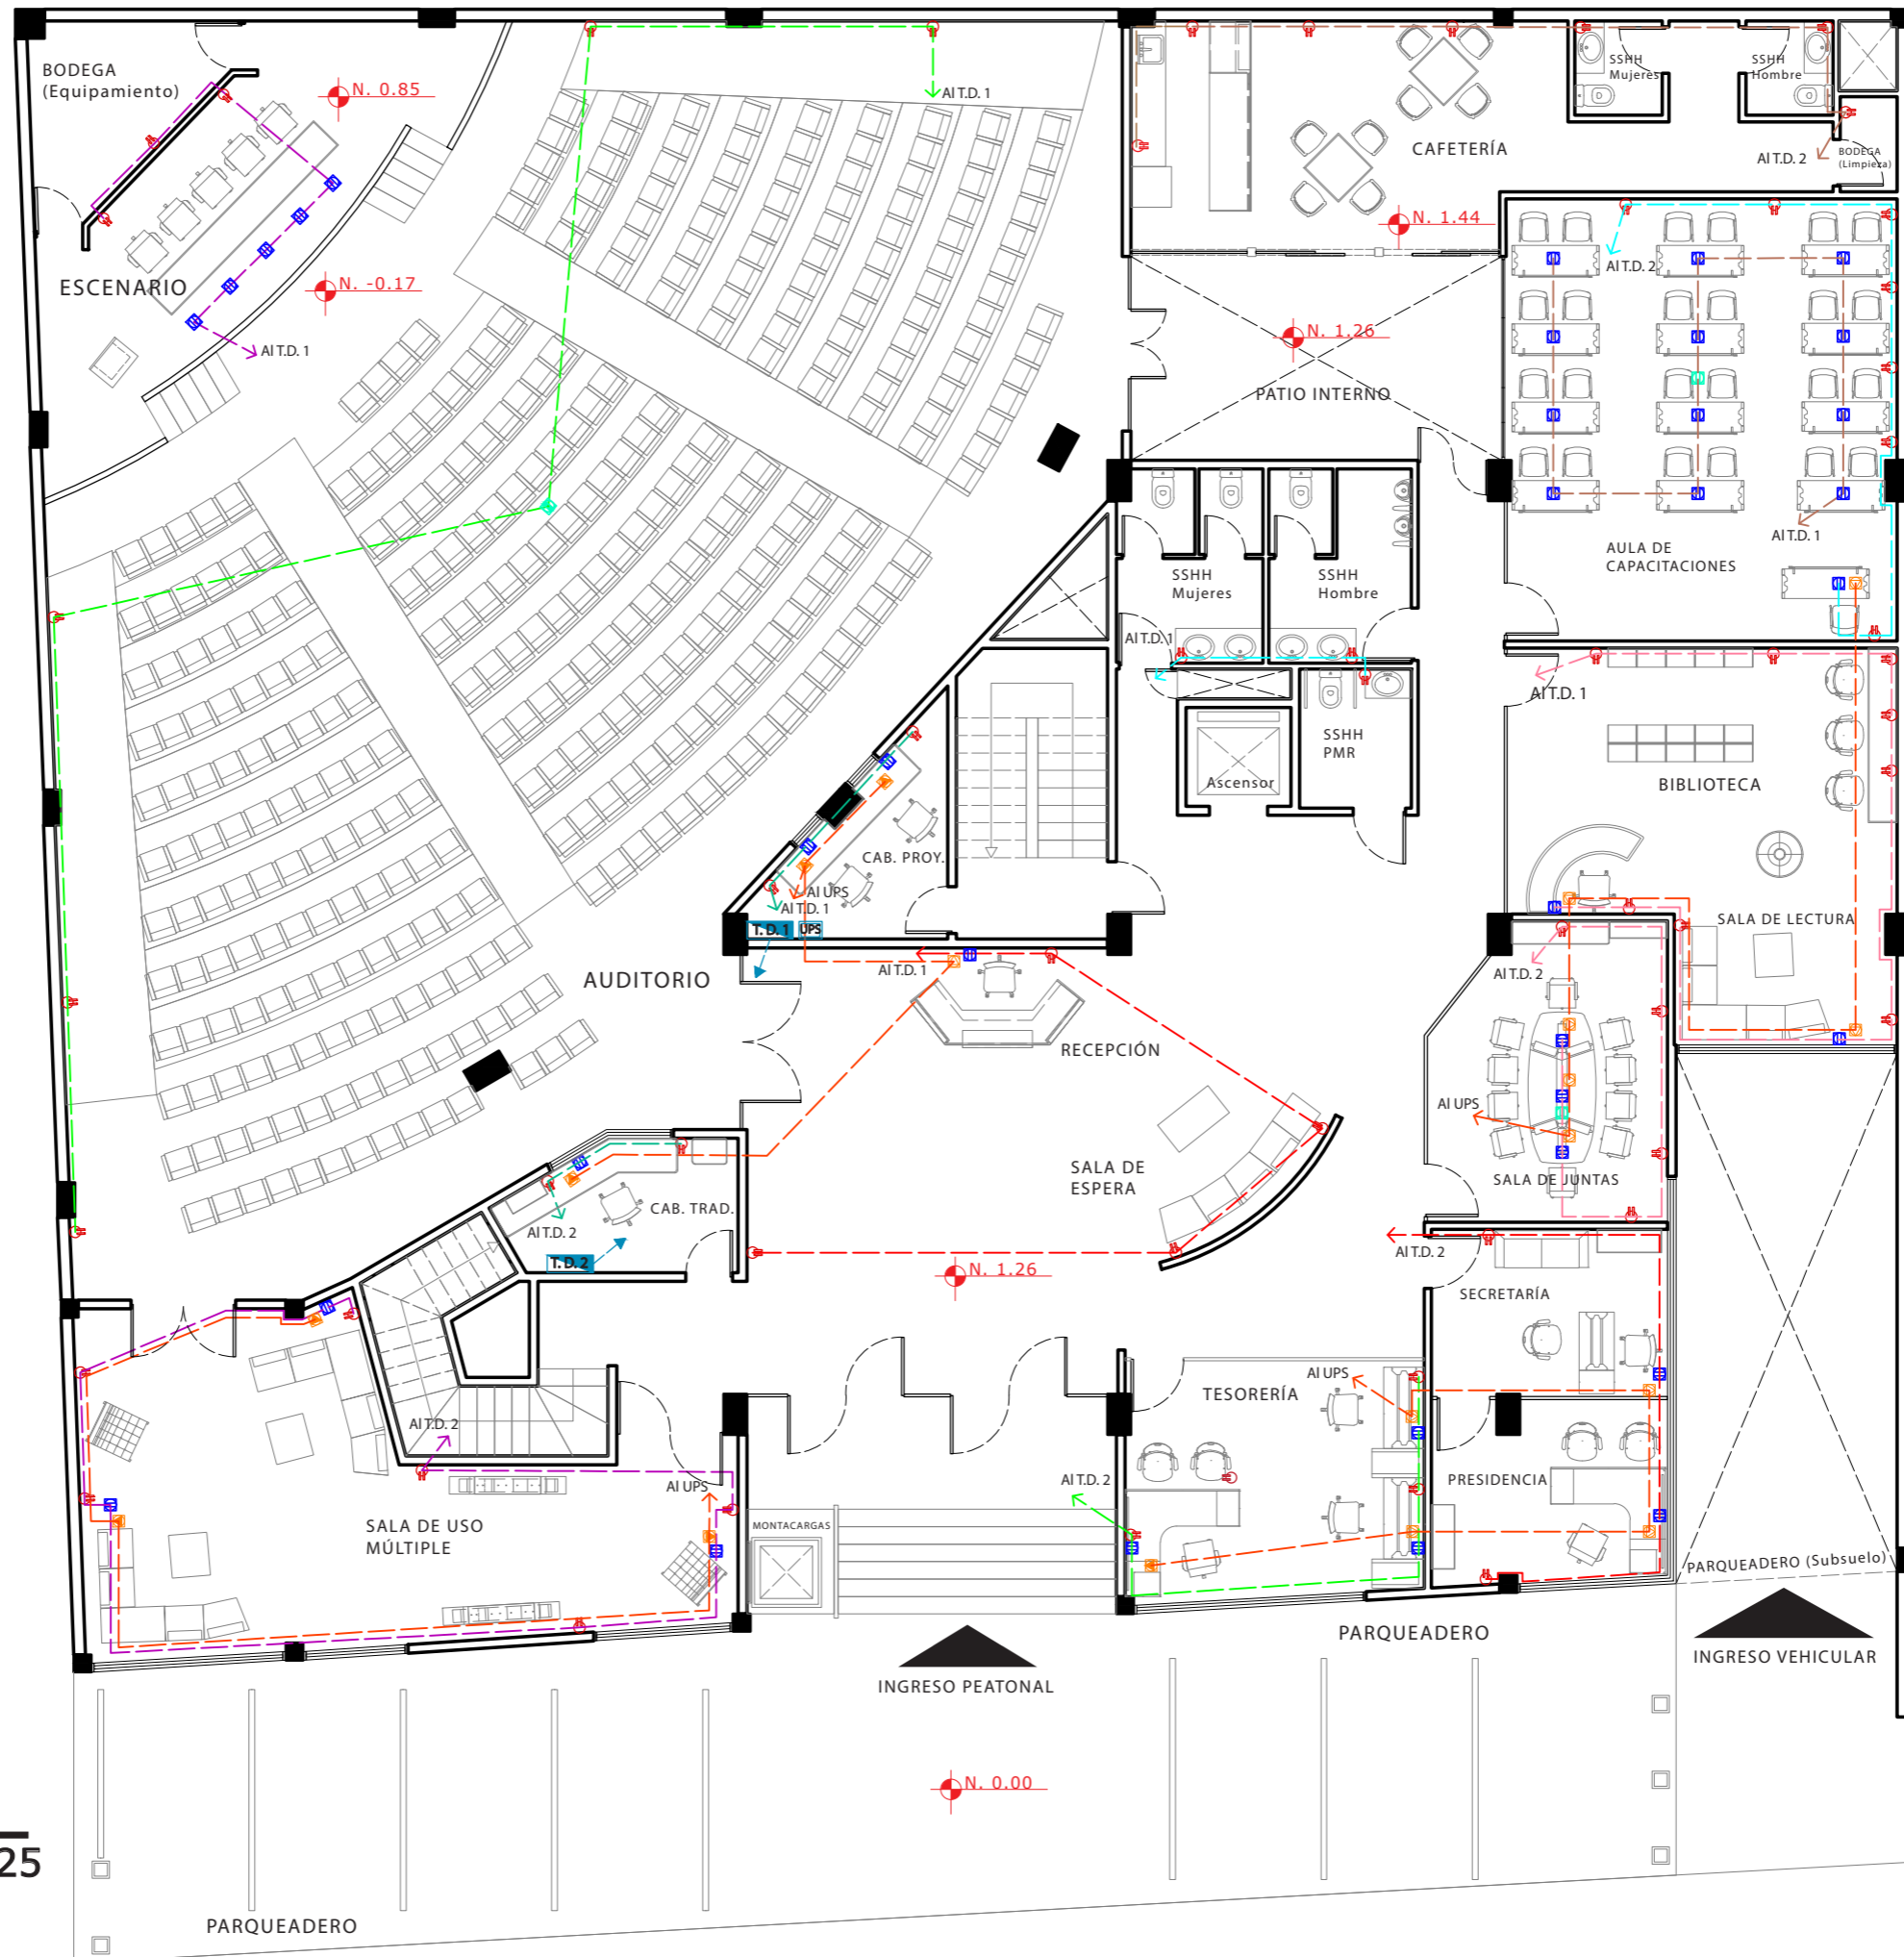 BODEGA
(Equipamiento)
N. 0.85
AI T.D. 1
SSHH
Mujeres
SSHH
Hombre
CAFETERÍA
AI T.D. 2
BODEGA
(Limpieza)
N. 1.44
ESCENARIO
N. -0.17
AI T.D. 2
AI T.D. 1
N. 1.26
PATIO INTERNO
AI T.D. 1
AULA DE
CAPACITACIONES
SSHH
Mujeres
SSHH
Hombre
AI T.D. 1
AI T.D. 1
SSHH
PMR
Ascensor
BIBLIOTECA
CAB. PROY.
AI UPS
AI T.D. 1
T. D. 1
UPS
SALA DE LECTURA
AUDITORIO
AI T.D. 1
AI T.D. 2
RECEPCIÓN
AI UPS
SALA DE
ESPERA
SALA DE JUNTAS
CAB. TRAD.
AI T.D. 2
T. D. 2
AI T.D. 2
N. 1.26
SECRETARÍA
AI UPS
TESORERÍA
AI T.D. 2
AI UPS
AI T.D. 2
PRESIDENCIA
SALA DE USO
MÚLTIPLE
MONTACARGAS
PARQUEADERO (Subsuelo)
PARQUEADERO
INGRESO PEATONAL
INGRESO VEHICULAR
N. 0.00
25
PARQUEADERO